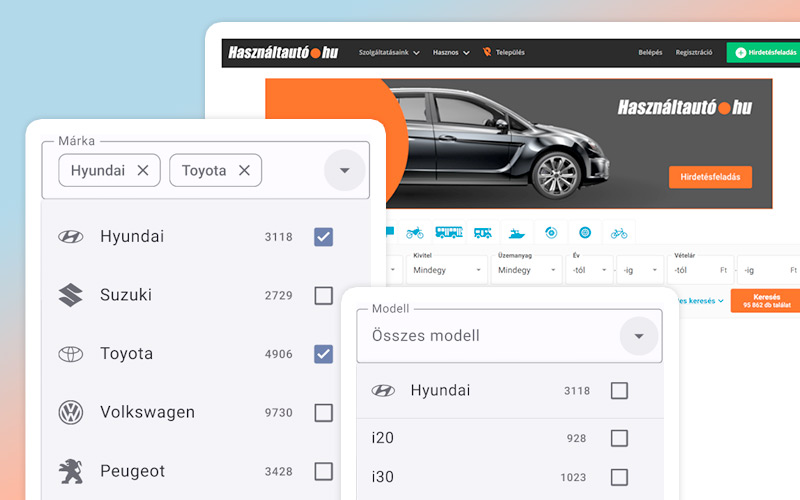 Használtautó hu
Szolgáltatásaink
Hasznos
Település
Belépés
Regisztráció
Hirdetésfeladás
Használtautó hu
Hirdetésfeladás
Kivitel
Mindegy
Üzemanyag
Mindegy
Év
-tól
-ig
Vételár
-tól Ft
-ig Ft
keresés
Keresés
95 862 db találat
Márka
Hyundai
Toyota
Hyundai 3118
Suzuki 2729
Toyota 4906
Volkswagen 9730
Peugeot 3428
Modell
Összes modell
Hyundai 3118
i20 928
i30 1023